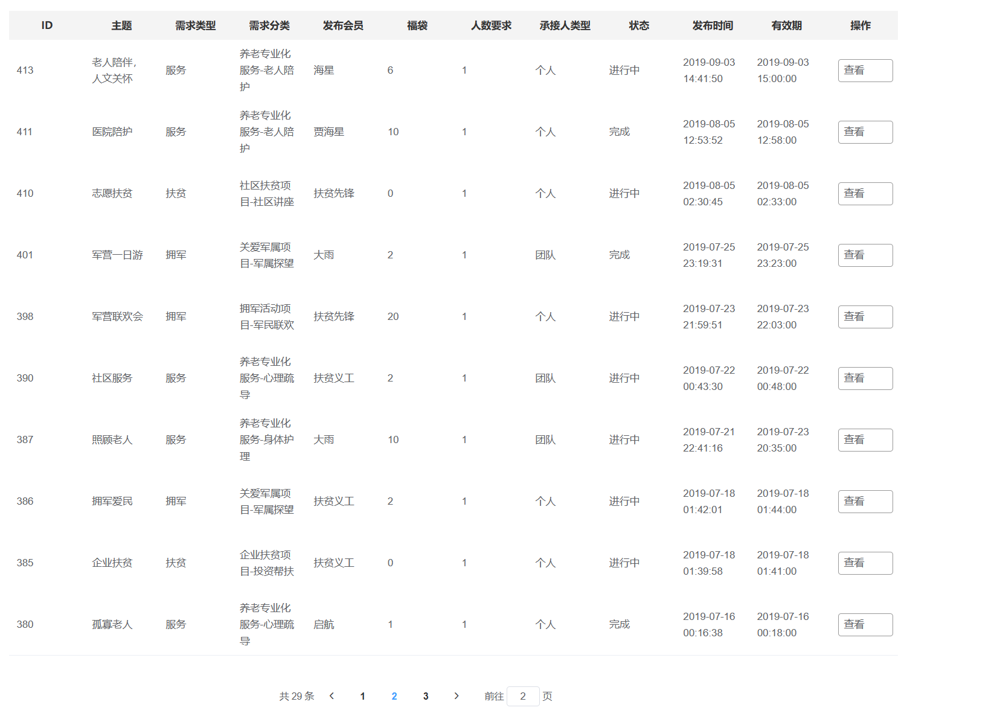 ID 主题 需求类型 需求分类 发布会员 福袋 人数要求 承接人类型 状态 发布时间 有效期 操作
413 老人陪伴,人文关怀 服务 养老专业化服务-老人陪护 海星 6 1 个人 进行中 2019-09-03 14:41:50 2019-09-03 15:00:00 查看
411 医院陪护 服务 养老专业化服务-老人陪护 贾海星 10 1 个人 完成 2019-08-05 12:53:52 2019-08-05 12:58:00 查看
410 志愿扶贫 扶贫 社区扶贫项目-社区讲座 扶贫先锋 0 1 个人 进行中 2019-08-05 02:30:45 2019-08-05 02:33:00 查看
401 军营一日游 拥军 关爱军属项目-军属探望 大雨 2 1 团队 完成 2019-07-25 23:19:31 2019-07-25 23:23:00 查看
398 军营联欢会 拥军 拥军活动项目-军民联欢 扶贫先锋 20 1 个人 进行中 2019-07-23 21:59:51 2019-07-23 22:03:00 查看
390 社区服务 服务 养老专业化服务-心理疏导 扶贫义工 2 1 团队 进行中 2019-07-22 00:43:30 2019-07-22 00:48:00 查看
387 照顾老人 服务 养老专业化服务-身体护理 大雨 10 1 团队 进行中 2019-07-21 22:41:16 2019-07-23 20:35:00 查看
386 拥军爱民 拥军 关爱军属项目-军属探望 扶贫义工 2 1 个人 进行中 2019-07-18 01:42:01 2019-07-18 01:44:00 查看
385 企业扶贫 扶贫 企业扶贫项目-投资帮扶 扶贫义工 0 1 个人 进行中 2019-07-18 01:39:58 2019-07-18 01:41:00 查看
380 孤寡老人 服务 养老专业化服务-心理疏导 启航 1 1 个人 完成 2019-07-16 00:16:38 2019-07-16 00:18:00 查看
共 29 条 1 2 3 前往 2 页